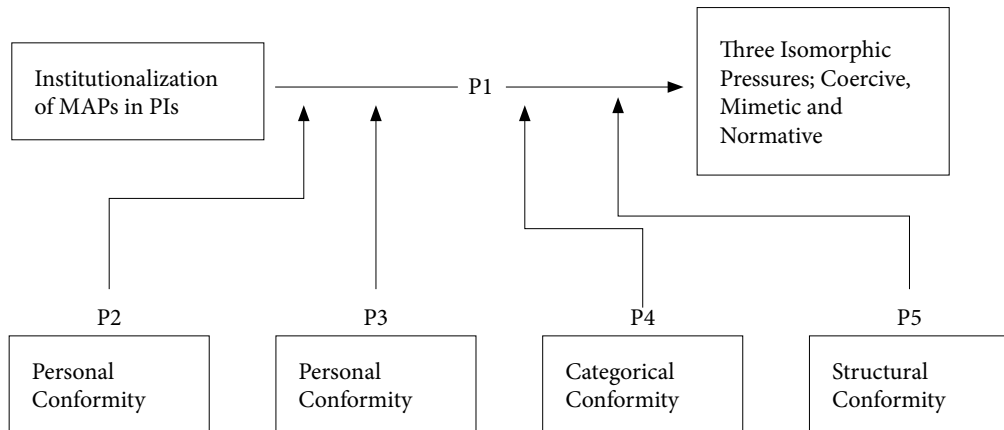 Institutionalization
of MAPs in PIs
P1
Three Isomorphic
Pressures; Coercive,
Mimetic and
Normative
P2
P3
P4
P5
Personal
Conformity
Personal
Conformity
Categorical
Conformity
Structural
Conformity